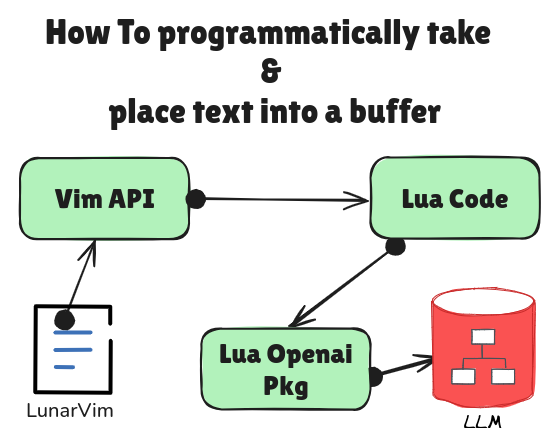 How To programmatically take
&
place text into a buffer
Vim API
Lua Code
Lua Openai
Pkg
LunarVim
LLM